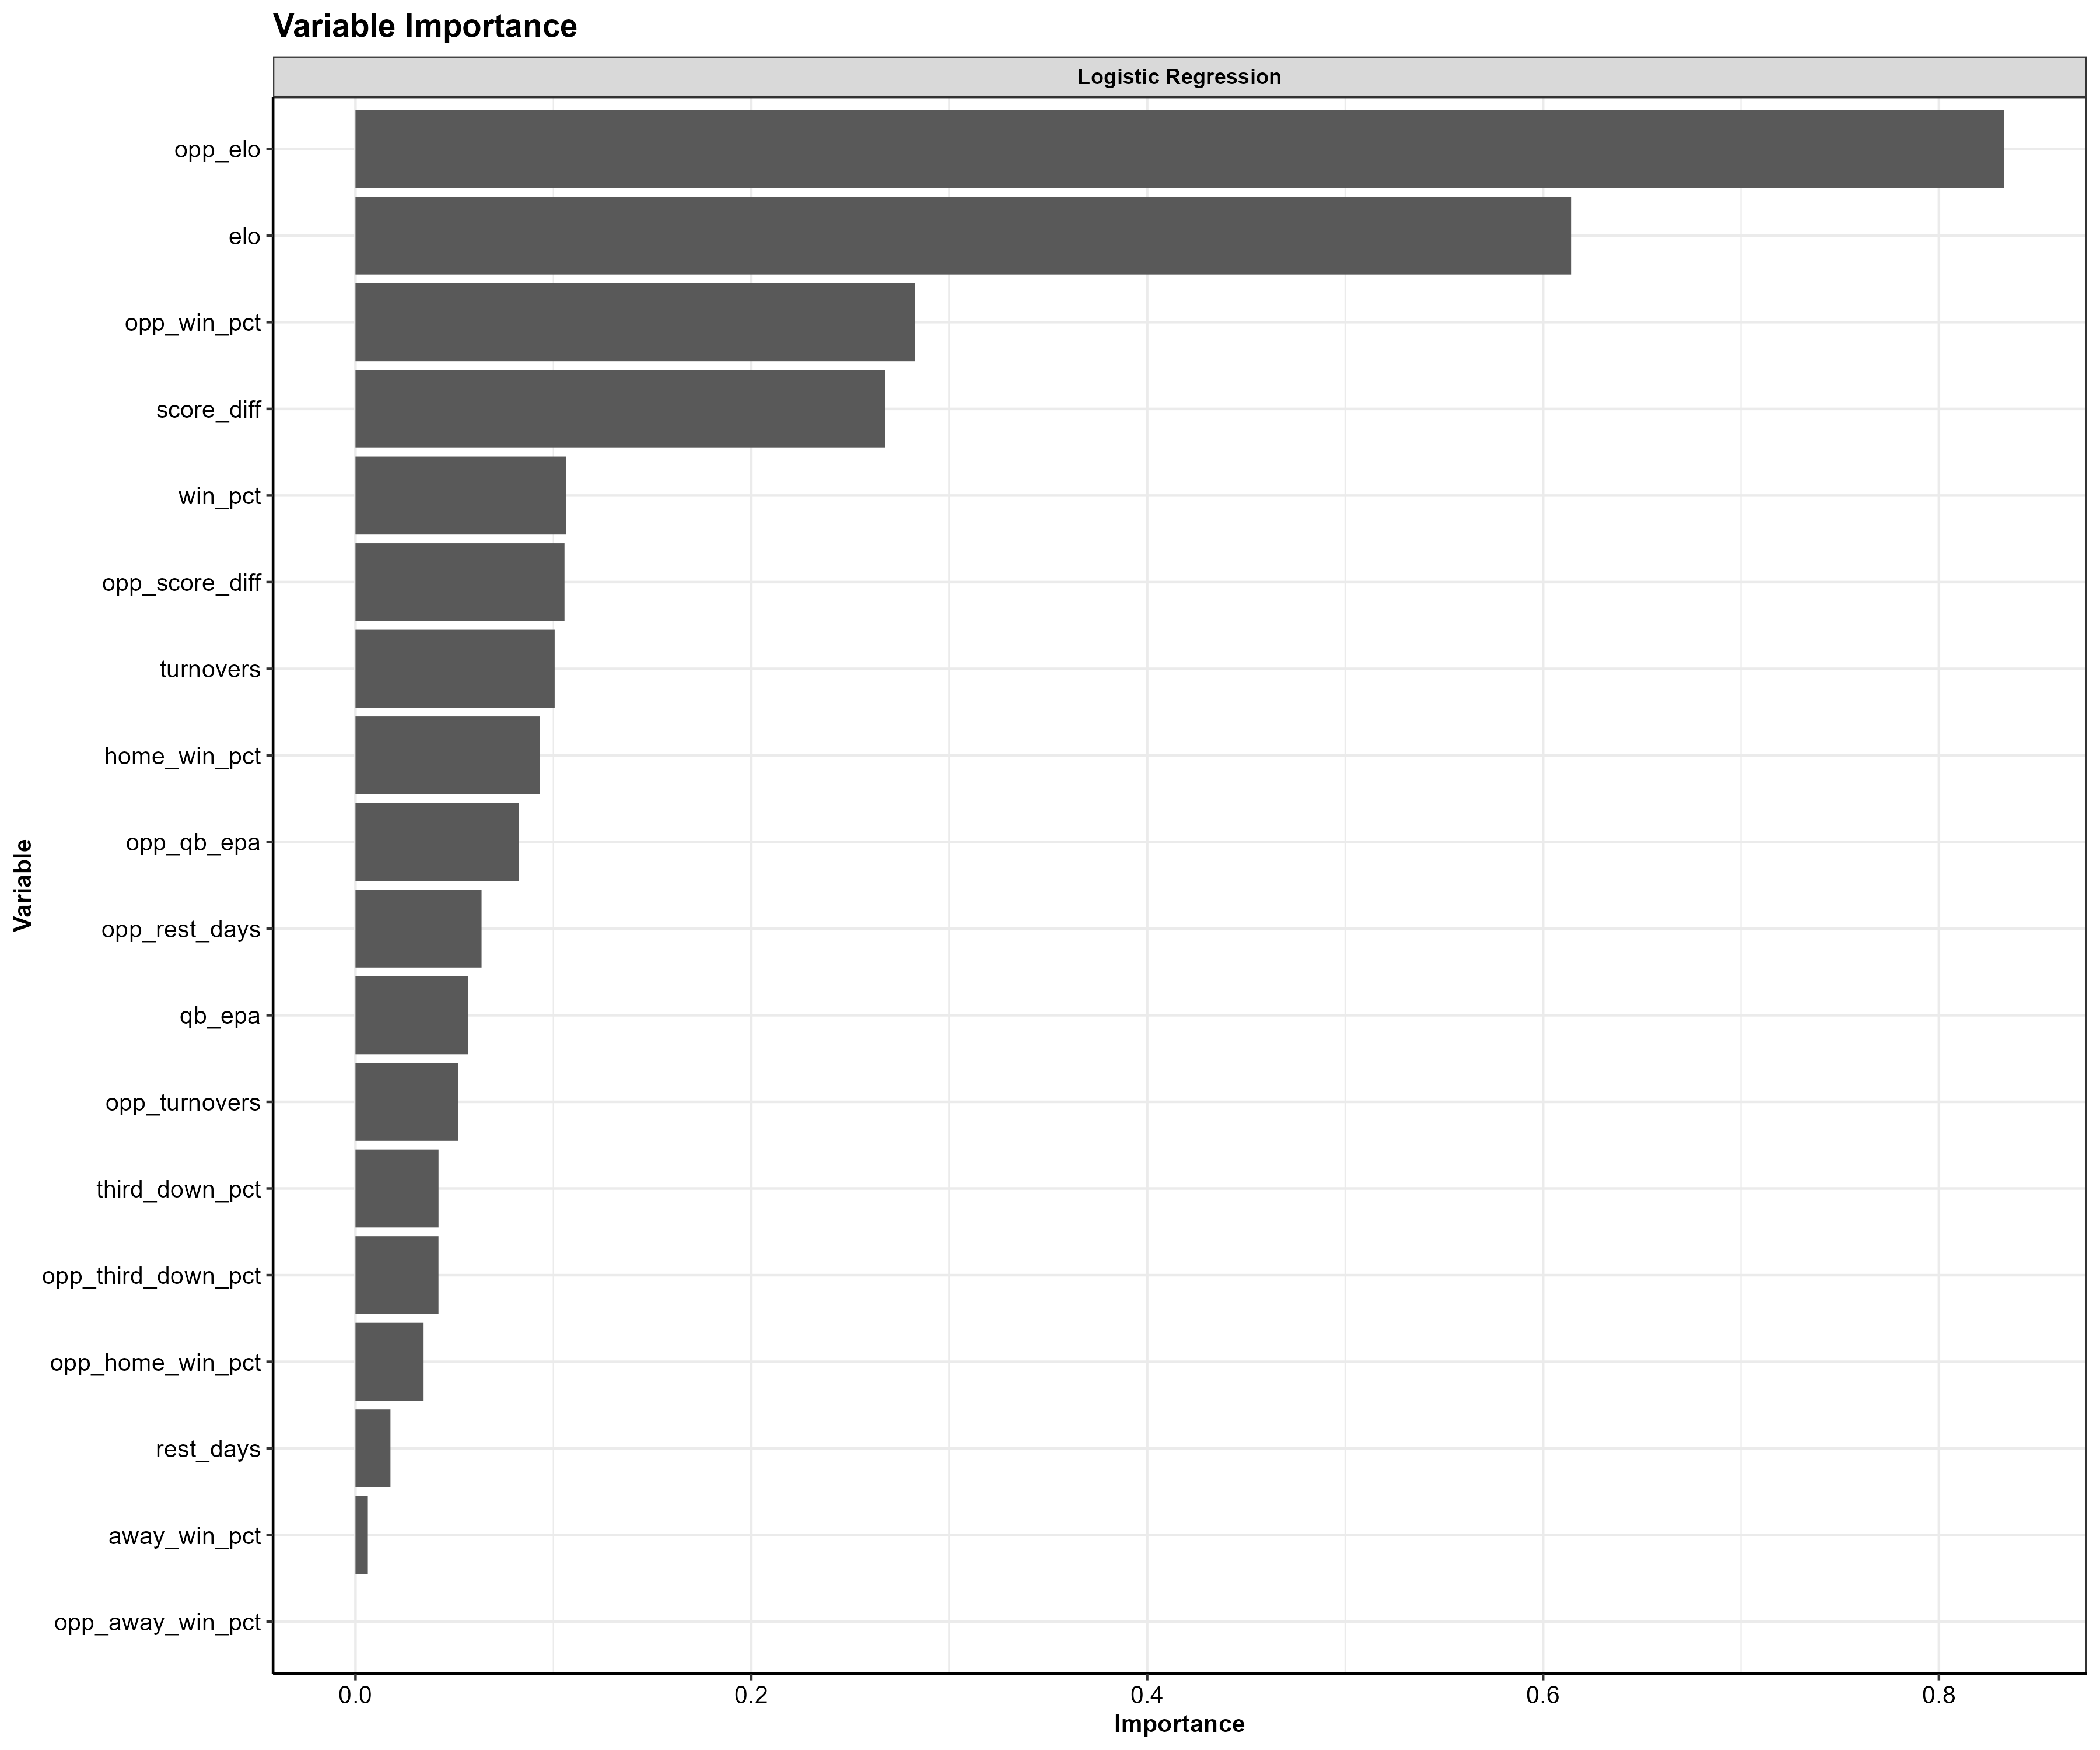 Variable Importance
Logistic Regression
opp_elo
elo
opp_win_pct
score_diff
win_pct
opp_score_diff
turnovers
home_win_pct
opp_qb_epa
opp_rest_days
qb_epa
opp_turnovers
third_down_pct
opp_third_down_pct
opp_home_win_pct
rest_days
away_win_pct
opp_away_win_pct
Variable
0.0 0.2 0.4 0.6 0.8
Importance